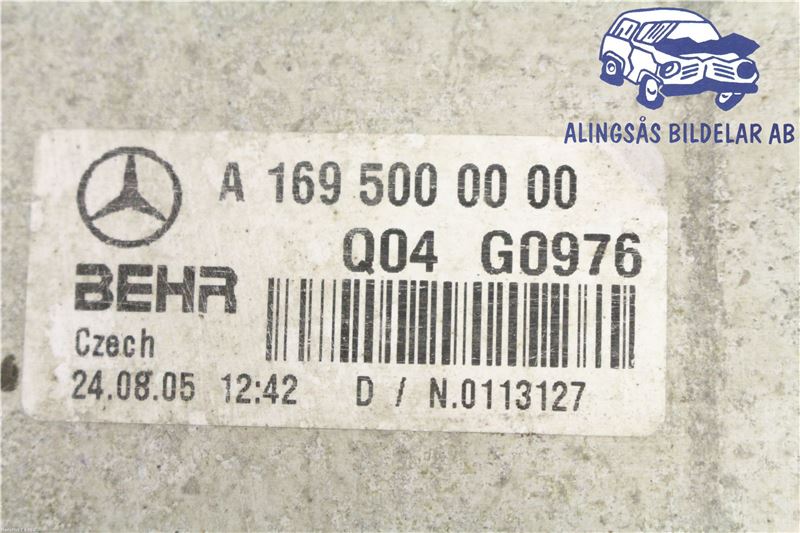 ALINGSÅS BILDELAR AB
A 169 500 00 00
Q04 G0976
BEHR
Czech
24.08.05 12:42 D / N.0113127